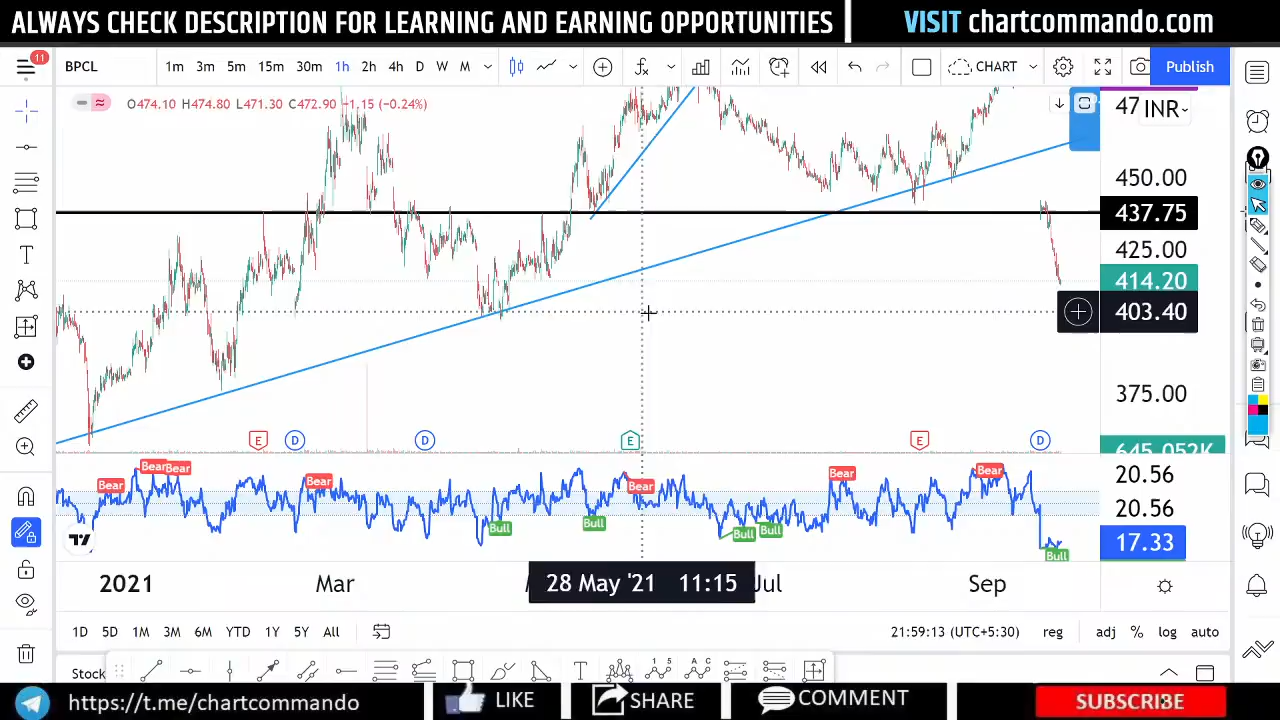 ALWAYS CHECK DESCRIPTION FOR LEARNING AND EARNING OPPORTUNITIES
VISIT chartcommando.com
11
BPCL
1m 3m 5m 15m 30m 1h 2h 4h D W M
CHART
Publish
O474.10 H474.80 L471.30 C472.90 −1.15 (−0.24%)
47
INR
450.00
437.75
425.00
414.20
403.40
375.00
E D D E E D
645.052K
Bear Bear Bear Bear Bear Bear Bear
Bull Bull Bull Bull Bull
20.56
20.56
17.33
2021 Mar 28 May '21 11:15 Jul Sep
1D 5D 1M 3M 6M YTD 1Y 5Y All
21:59:13 (UTC+5:30) reg adj % log auto
Stock
https://t.me/chartcommando
LIKE
SHARE
COMMENT
SUBSCRIBE